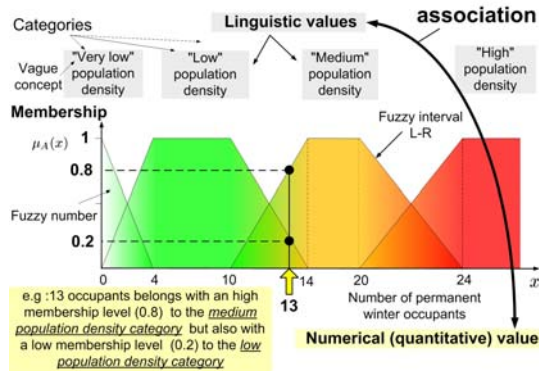 Categories
Linguistic values
association
Vague
concept
"Very low"
population
density
"Low"
population
density
"Medium"
population
density
"High"
population
density
Membership
μA(x)
1
0.8
0.2
Fuzzy number
Fuzzy interval
L-R
0
4
10
14
20
24
x
13
Number of permanent
winter occupants
e.g :13 occupants belongs with an high
membership level (0.8) to the medium
population density category but also with
a low membership level (0.2) to the low
population density category
Numerical (quantitative) value